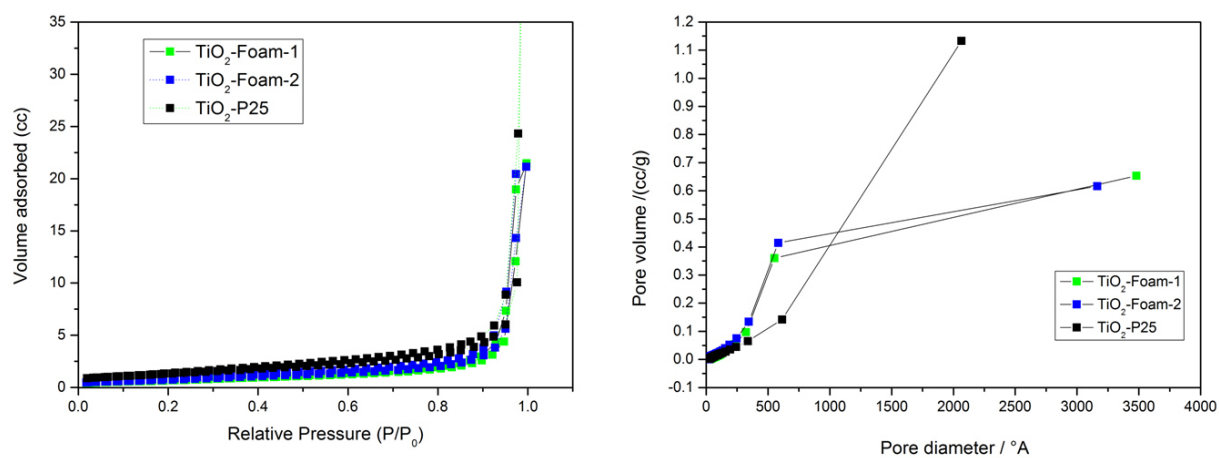 35
30
25
20
15
10
5
0
Volume adsorbed (cc)
TiO2-Foam-1
TiO2-Foam-2
TiO2-P25
0.0 0.2 0.4 0.6 0.8 1.0
Relative Pressure (P/P0)
1.2
1.1
1.0
0.9
0.8
0.7
0.6
0.5
0.4
0.3
0.2
0.1
0.0
-0.1
Pore volume /(cc/g)
TiO2-Foam-1
TiO2-Foam-2
TiO2-P25
0 500 1000 1500 2000 2500 3000 3500 4000
Pore diameter / °A